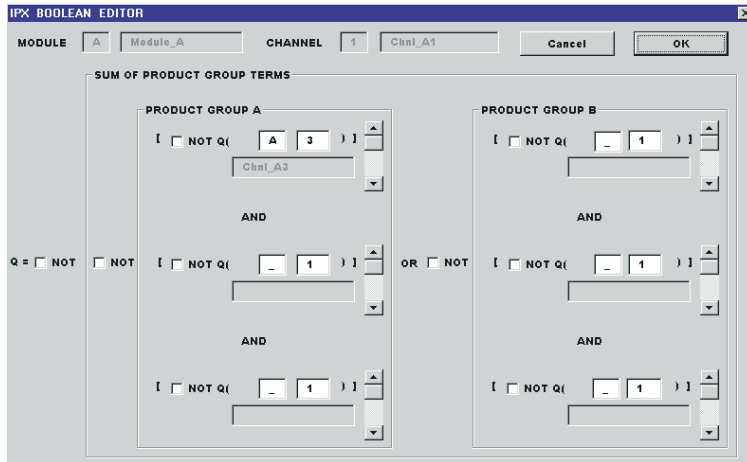 IPX BOOLEAN EDITOR
MODULE A Module_A CHANNEL 1 Chnl_A1 Cancel OK
SUM OF PRODUCT GROUP TERMS
PRODUCT GROUP A PRODUCT GROUP B
[ NOT Q( A 3 ) ] [ NOT Q( _ 1 ) ]
Chnl_A3
AND AND
Q = NOT NOT [ NOT Q( _ 1 ) ] OR NOT [ NOT Q( _ 1 ) ]
AND AND
[ NOT Q( _ 1 ) ] [ NOT Q( _ 1 ) ]